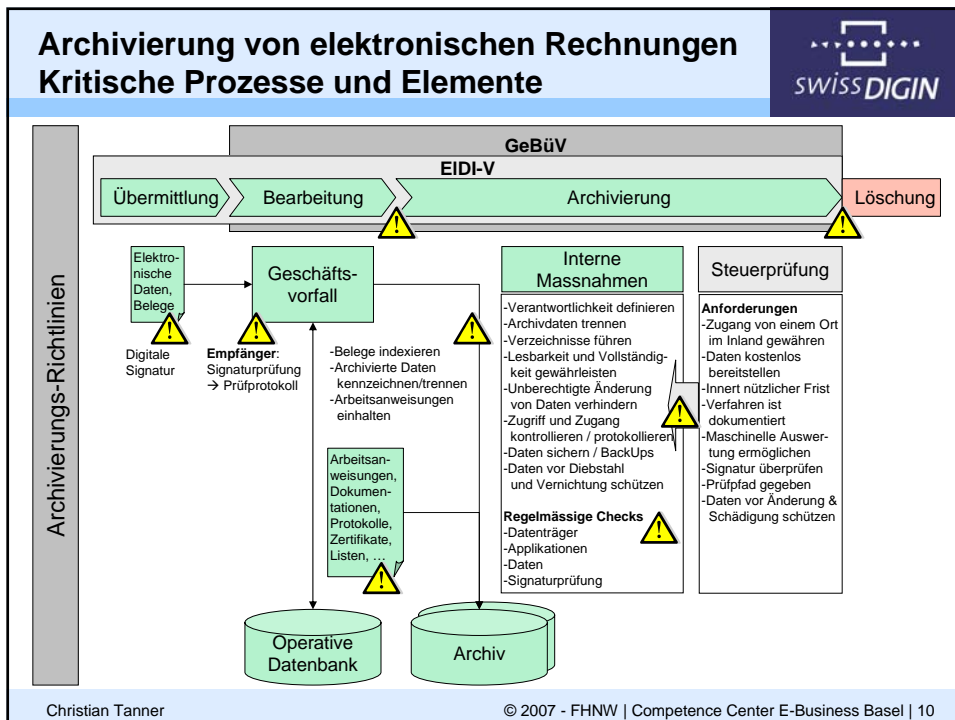 Archivierung von elektronischen Rechnungen
Kritische Prozesse und Elemente
swissDIGIN
GeBüV
ElDI-V
Übermittlung
Bearbeitung
Archivierung
Löschung
Archivierungs-Richtlinien
Elektro-
nische
Daten,
Belege
Digitale
Signatur
Geschäfts-
vorfall
Empfänger:
Signaturprüfung
→ Prüfprotokoll
-Belege indexieren
-Archivierte Daten
kennzeichnen/trennen
-Arbeitsanweisungen
einhalten
Arbeitsan-
weisungen,
Dokumen-
tationen,
Protokolle,
Zertifikate,
Listen, ...
Operative
Datenbank
Archiv
Interne
Massnahmen
-Verantwortlichkeit definieren
-Archivdaten trennen
-Verzeichnisse führen
-Lesbarkeit und Vollständig-
keit gewährleisten
-Unberechtigte Änderung
von Daten verhindern
-Zugriff und Zugang
kontrollieren / protokollieren
-Daten sichern / BackUps
-Daten vor Diebstahl
und Vernichtung schützen
Regelmässige Checks
-Datenträger
-Applikationen
-Daten
-Signaturprüfung
Steuerprüfung
Anforderungen
-Zugang von einem Ort
im Inland gewähren
-Daten kostenlos
bereitstellen
-Innert nützlicher Frist
-Verfahren ist
dokumentiert
-Maschinelle Auswer-
tung ermöglichen
-Signatur überprüfen
-Prüfpfad gegeben
-Daten vor Änderung &
Schädigung schützen
Christian Tanner
© 2007 - FHNW | Competence Center E-Business Basel | 10